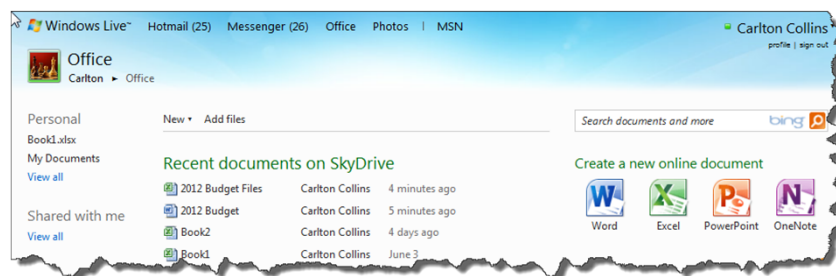 Windows Live™ Hotmail (25) Messenger (26) Office Photos | MSN
Carlton Collins
profile | sign out
Office
Carlton ► Office
Personal
Book1.xlsx
My Documents
View all
Shared with me
View all
New ▾ Add files
Recent documents on SkyDrive
2012 Budget Files Carlton Collins 4 minutes ago
2012 Budget Carlton Collins 5 minutes ago
Book2 Carlton Collins 4 days ago
Book1 Carlton Collins June 3
Search documents and more bing
Create a new online document
Word Excel PowerPoint OneNote